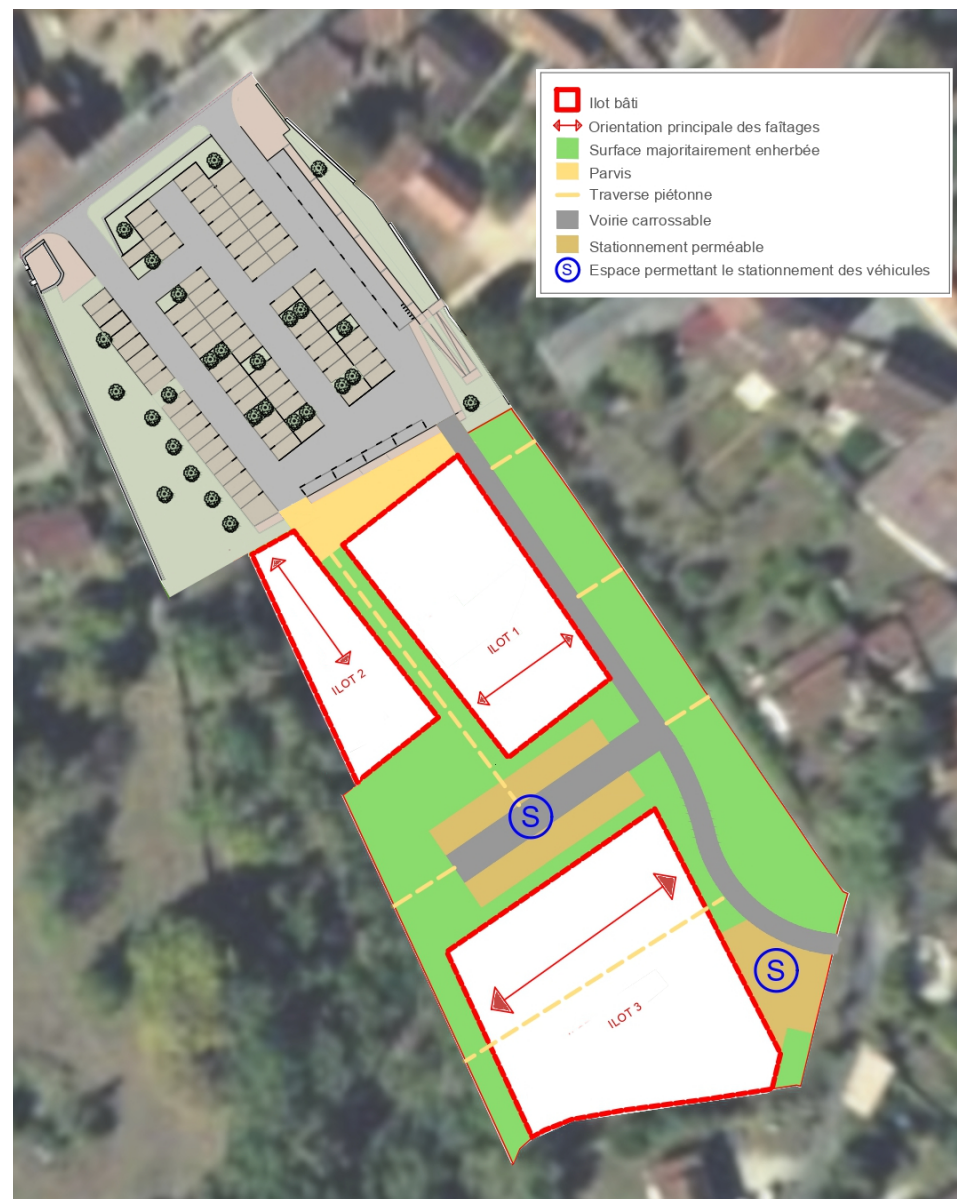 Ilot bâti
Orientation principale des faîtages
Surface majoritairement enherbée
Parvis
Traverse piétonne
Voirie carrossable
Stationnement perméable
S Espace permettant le stationnement des véhicules
ILOT 1
ILOT 2
S
S
ILOT 3